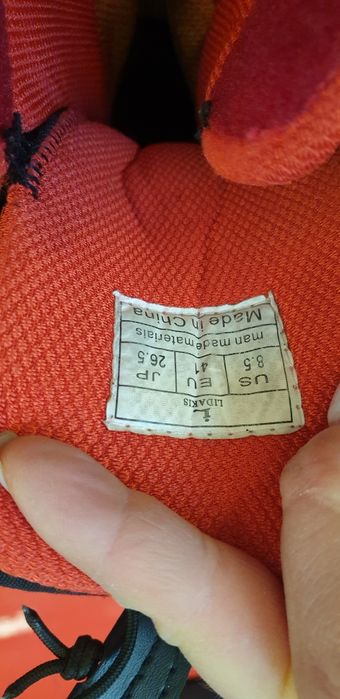 L
LIDAKIS
US EU JP
8.5 41 26.5
man made materials
Made in China